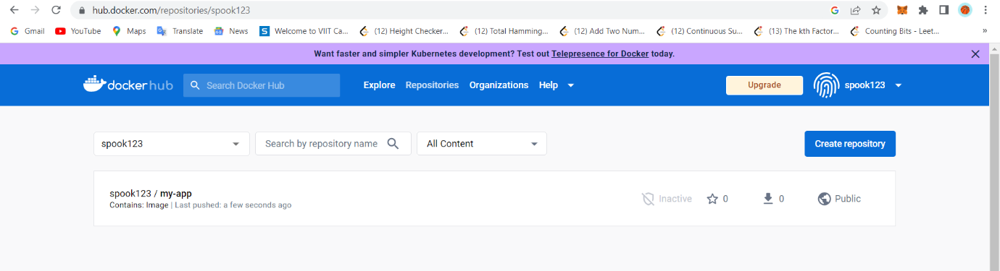 hub.docker.com/repositories/spook123
Gmail YouTube Maps Translate News Welcome to VIIT Ca... (12) Height Checker... (12) Total Hamming... (12) Add Two Num... (12) Continuous Su... (13) The kth Factor... Counting Bits - Leet... »
Want faster and simpler Kubernetes development? Test out Telepresence for Docker today.
dockerhub Search Docker Hub Explore Repositories Organizations Help Upgrade spook123
spook123 Search by repository name All Content Create repository
spook123 / my-app Inactive 0 0 Public
Contains: Image | Last pushed: a few seconds ago